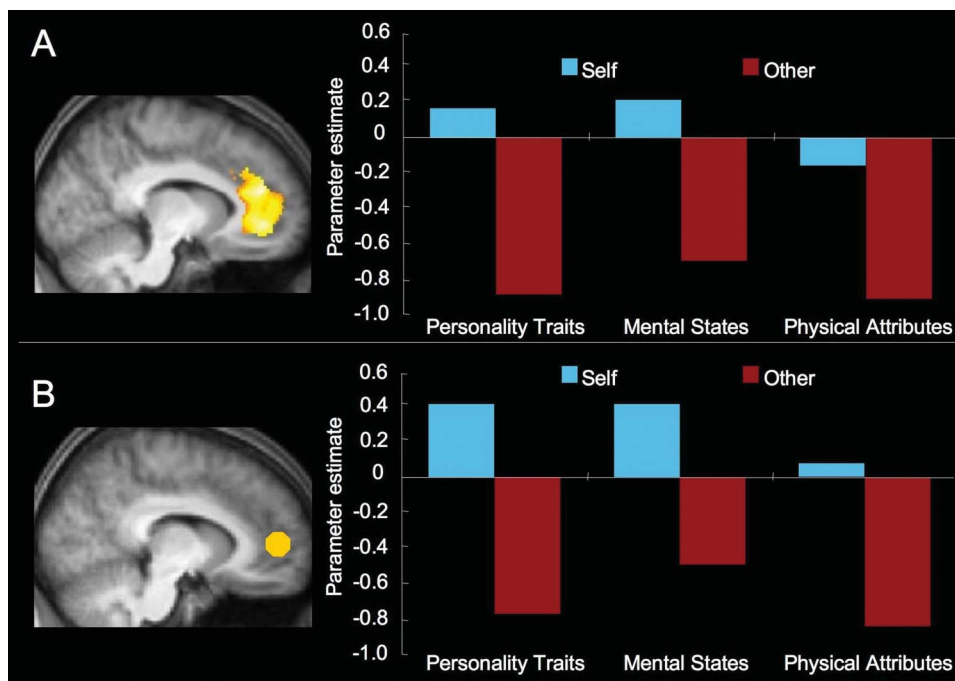 A
Parameter estimate
0.6
0.4
0.2
0
-0.2
-0.4
-0.6
-0.8
-1.0
Self Other
Personality Traits Mental States Physical Attributes
B
Parameter estimate
0.6
0.4
0.2
0
-0.2
-0.4
-0.6
-0.8
-1.0
Self Other
Personality Traits Mental States Physical Attributes